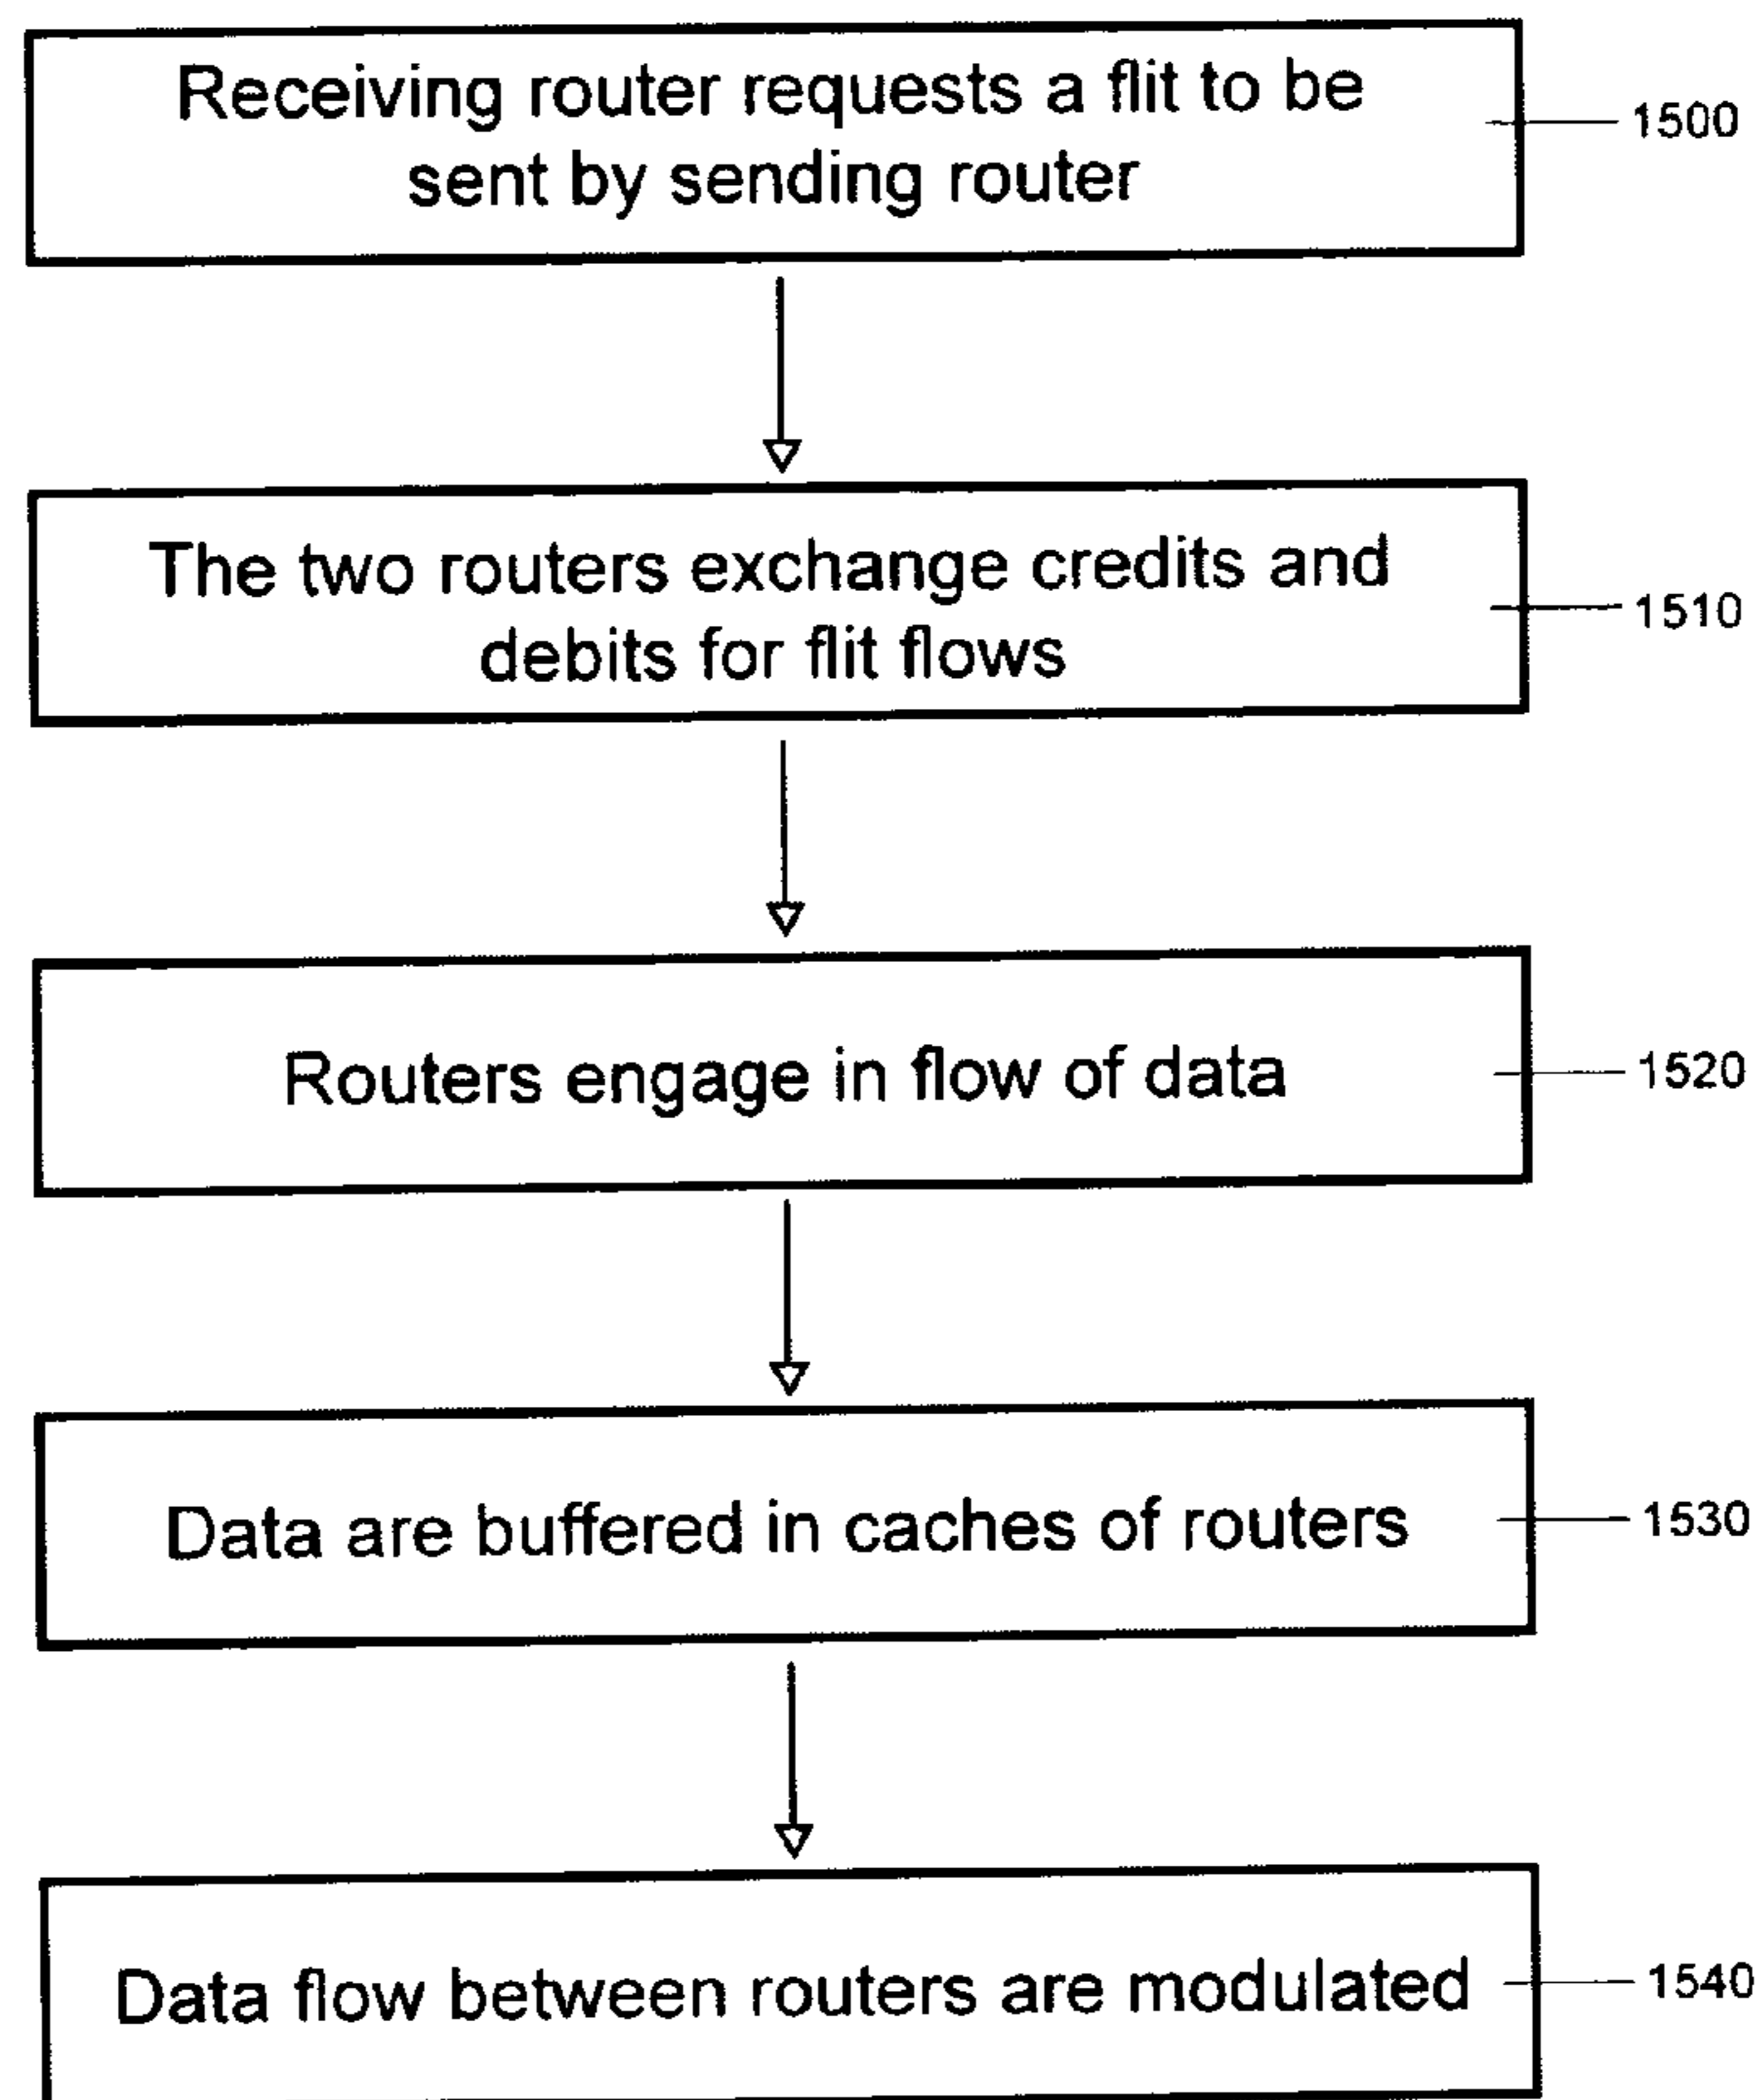 Receiving router requests a flit to be
sent by sending router
1500
The two routers exchange credits and
debits for flit flows
1510
Routers engage in flow of data
1520
Data are buffered in caches of routers
1530
Data flow between routers are modulated
1540